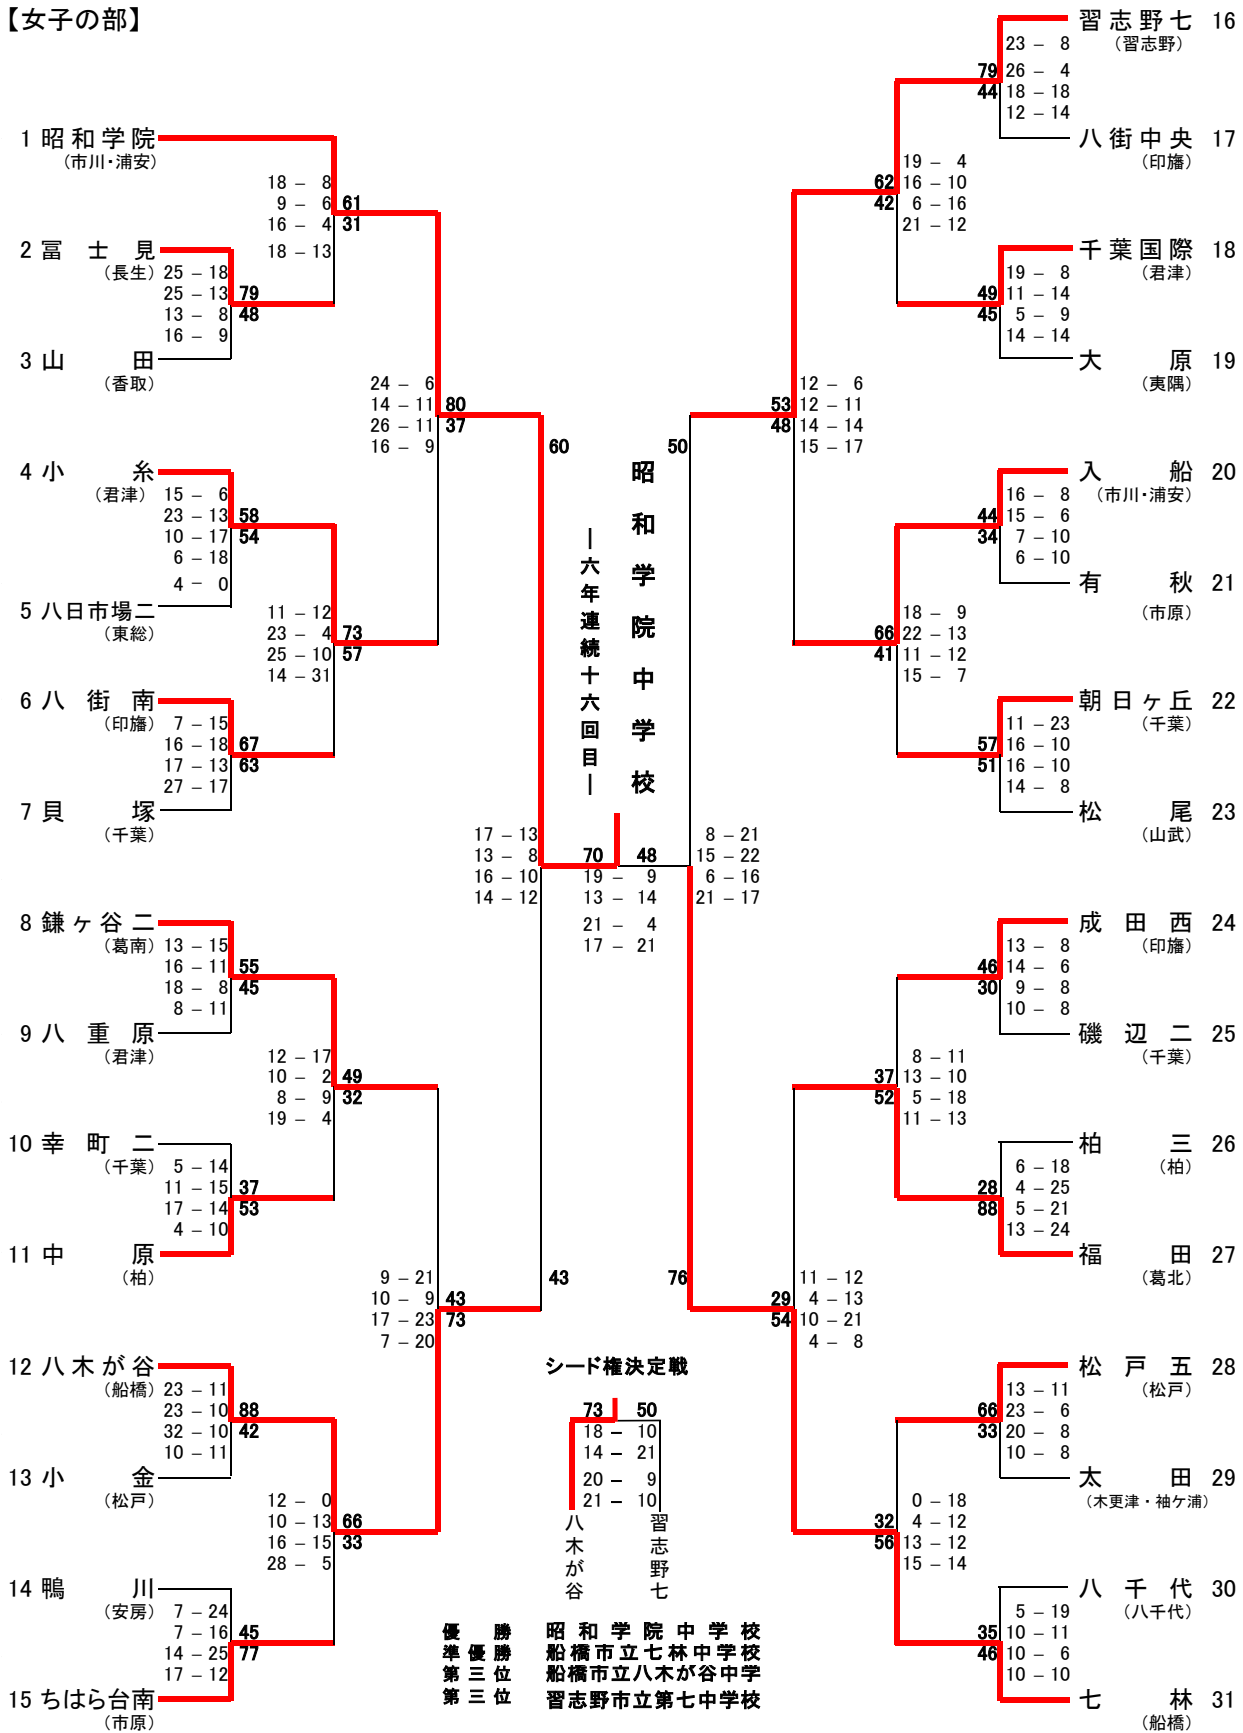 【女子の部】
1 昭和学院
(市川・浦安)
18 – 8
9 – 6
16 – 4
18 – 13
61
31
2 冨士見
(長生)
25 – 18
25 – 13
13 – 8
16 – 9
79
48
3 山田
(香取)
24 – 6
14 – 11
26 – 11
16 – 9
80
37
4 小糸
(君津)
15 – 6
23 – 13
10 – 17
6 – 18
4 – 0
58
54
5 八日市場二
(東総)
11 – 12
23 – 4
25 – 10
14 – 31
73
57
6 八街南
(印旛)
7 – 15
16 – 18
17 – 13
27 – 17
67
63
7 貝塚
(千葉)
17 – 13
13 – 8
16 – 10
14 – 12
60
43
8 鎌ヶ谷二
(葛南)
13 – 15
16 – 11
18 – 8
8 – 11
55
45
9 八重原
(君津)
12 – 17
10 – 2
8 – 9
19 – 4
49
32
10 幸町二
(千葉)
5 – 14
11 – 15
17 – 14
4 – 10
37
53
11 中原
(柏)
9 – 21
10 – 9
17 – 23
7 – 20
43
73
12 八木が谷
(船橋)
23 – 11
23 – 10
32 – 10
10 – 11
88
42
13 小金
(松戸)
12 – 0
10 – 13
16 – 15
28 – 5
66
33
14 鴨川
(安房)
7 – 24
7 – 16
14 – 25
17 – 12
45
77
15 ちはら台南
(市原)
昭和学院中学校
―六年連続十六回目―
70 48
19 – 9
13 – 14
21 – 4
17 – 21
習志野七 16
(習志野)
23 – 8
26 – 4
18 – 18
12 – 14
79
44
八街中央 17
(印旛)
19 – 4
16 – 10
6 – 16
21 – 12
62
42
千葉国際 18
(君津)
19 – 8
11 – 14
5 – 9
14 – 14
49
45
大原 19
(夷隅)
12 – 6
12 – 11
14 – 14
15 – 17
53
48
入船 20
(市川・浦安)
16 – 8
15 – 6
7 – 10
6 – 10
44
34
有秋 21
(市原)
18 – 9
22 – 13
11 – 12
15 – 7
66
41
朝日ヶ丘 22
(千葉)
11 – 23
16 – 10
16 – 10
14 – 8
57
51
松尾 23
(山武)
8 – 21
15 – 22
6 – 16
21 – 17
50
76
成田西 24
(印旛)
13 – 8
14 – 6
9 – 8
10 – 8
46
30
磯辺二 25
(千葉)
8 – 11
13 – 10
5 – 18
11 – 13
37
52
柏三 26
(柏)
6 – 18
4 – 25
5 – 21
13 – 24
28
88
福田 27
(葛北)
11 – 12
4 – 13
10 – 21
4 – 8
29
54
松戸五 28
(松戸)
13 – 11
23 – 6
20 – 8
10 – 8
66
33
太田 29
(木更津・袖ケ浦)
0 – 18
4 – 12
13 – 12
15 – 14
32
56
八千代 30
(八千代)
5 – 19
10 – 11
10 – 6
10 – 10
35
46
七林 31
(船橋)
シード権決定戦
73 50
18 – 10
14 – 21
20 – 9
21 – 10
八木が谷
習志野七
優勝 昭和学院中学校
準優勝 船橋市立七林中学校
第三位 船橋市立八木が谷中学
第三位 習志野市立第七中学校